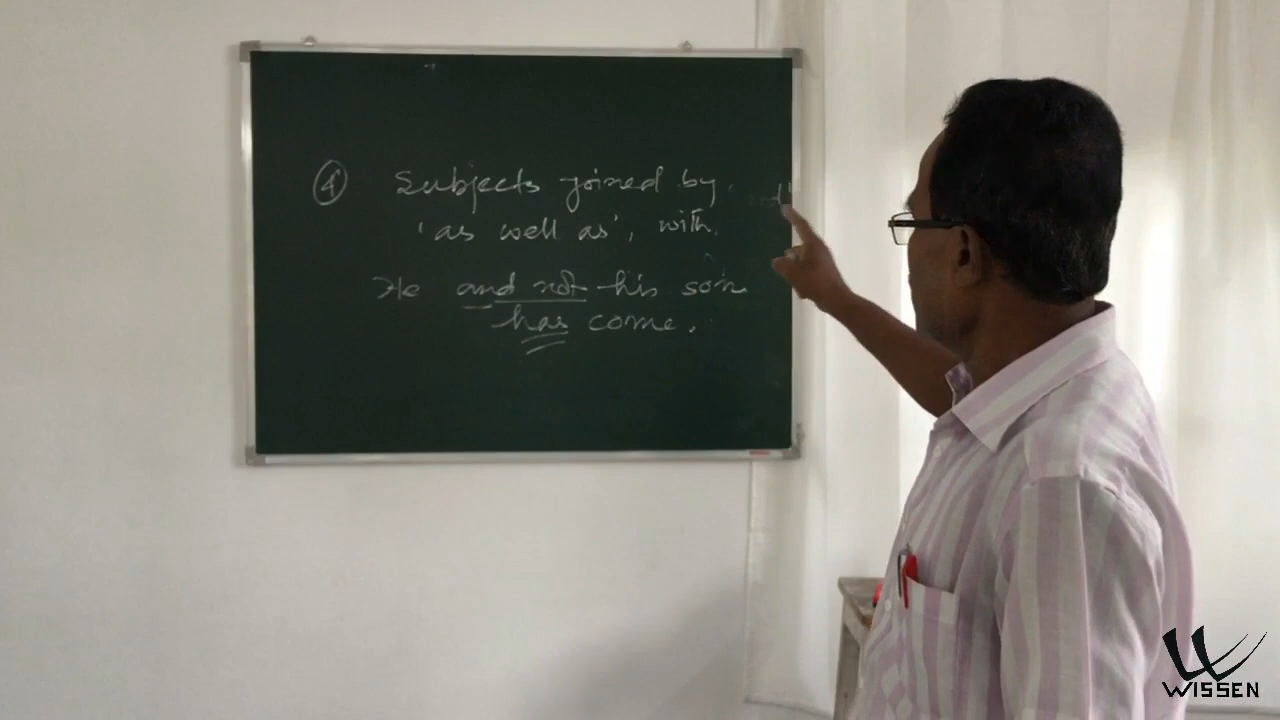 ④ Subjects joined by,
'as well as', with,
He and not his son
has come.
WISSEN